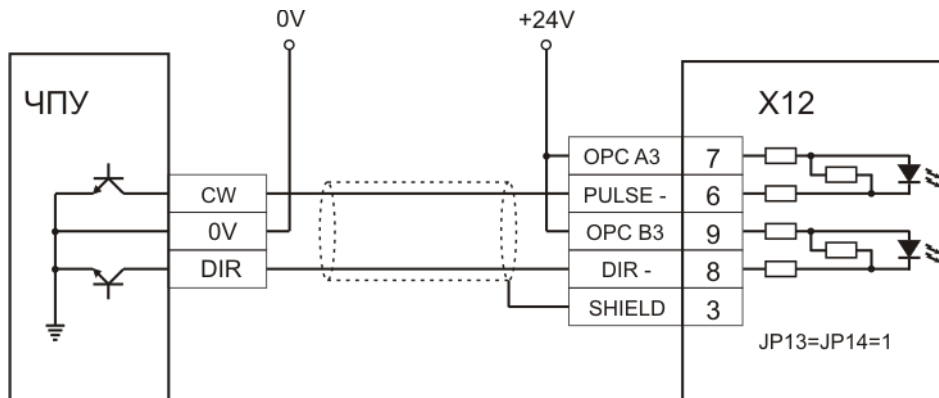 0V
+24V
ЧПУ
X12
OPC A3 7
CW PULSE - 6
0V OPC B3 9
DIR DIR - 8
SHIELD 3
JP13=JP14=1